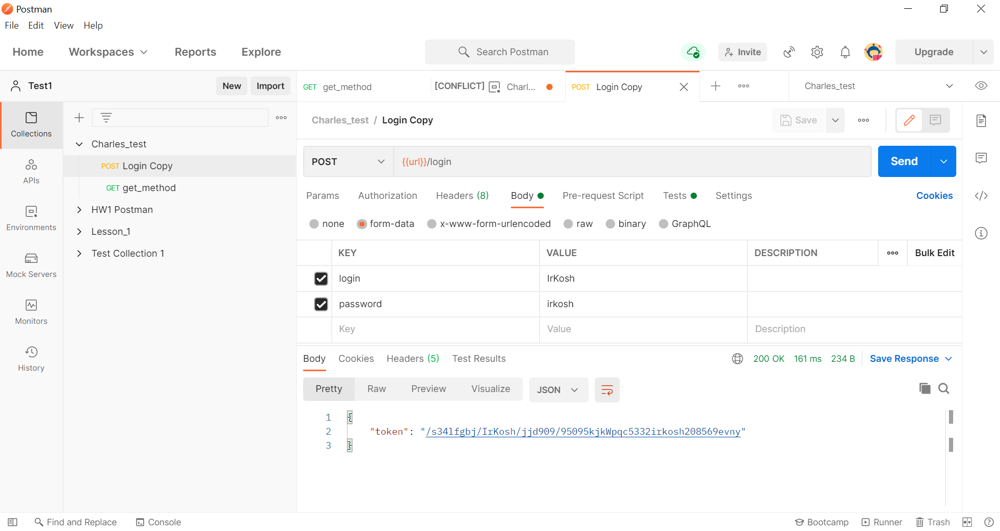 Postman
File Edit View Help
Home Workspaces Reports Explore Search Postman Invite Upgrade
Test1 New Import GET get_method [CONFLICT] Charl... POST Login Copy Charles_test
Collections
APIs
Environments
Mock Servers
Monitors
History
Charles_test
POST Login Copy
GET get_method
HW1 Postman
Lesson_1
Test Collection 1
Charles_test / Login Copy Save
POST {{url}}/login Send
Params Authorization Headers (8) Body Pre-request Script Tests Settings Cookies
none form-data x-www-form-urlencoded raw binary GraphQL
KEY VALUE DESCRIPTION Bulk Edit
login IrKosh
password irkosh
Key Value Description
Body Cookies Headers (5) Test Results 200 OK 161 ms 234 B Save Response
Pretty Raw Preview Visualize JSON
1 {
2 "token": "/s34lfgbj/IrKosh/jjd909/95095kjkWpqc5332irkosh208569evny"
3 }
Find and Replace Console Bootcamp Runner Trash